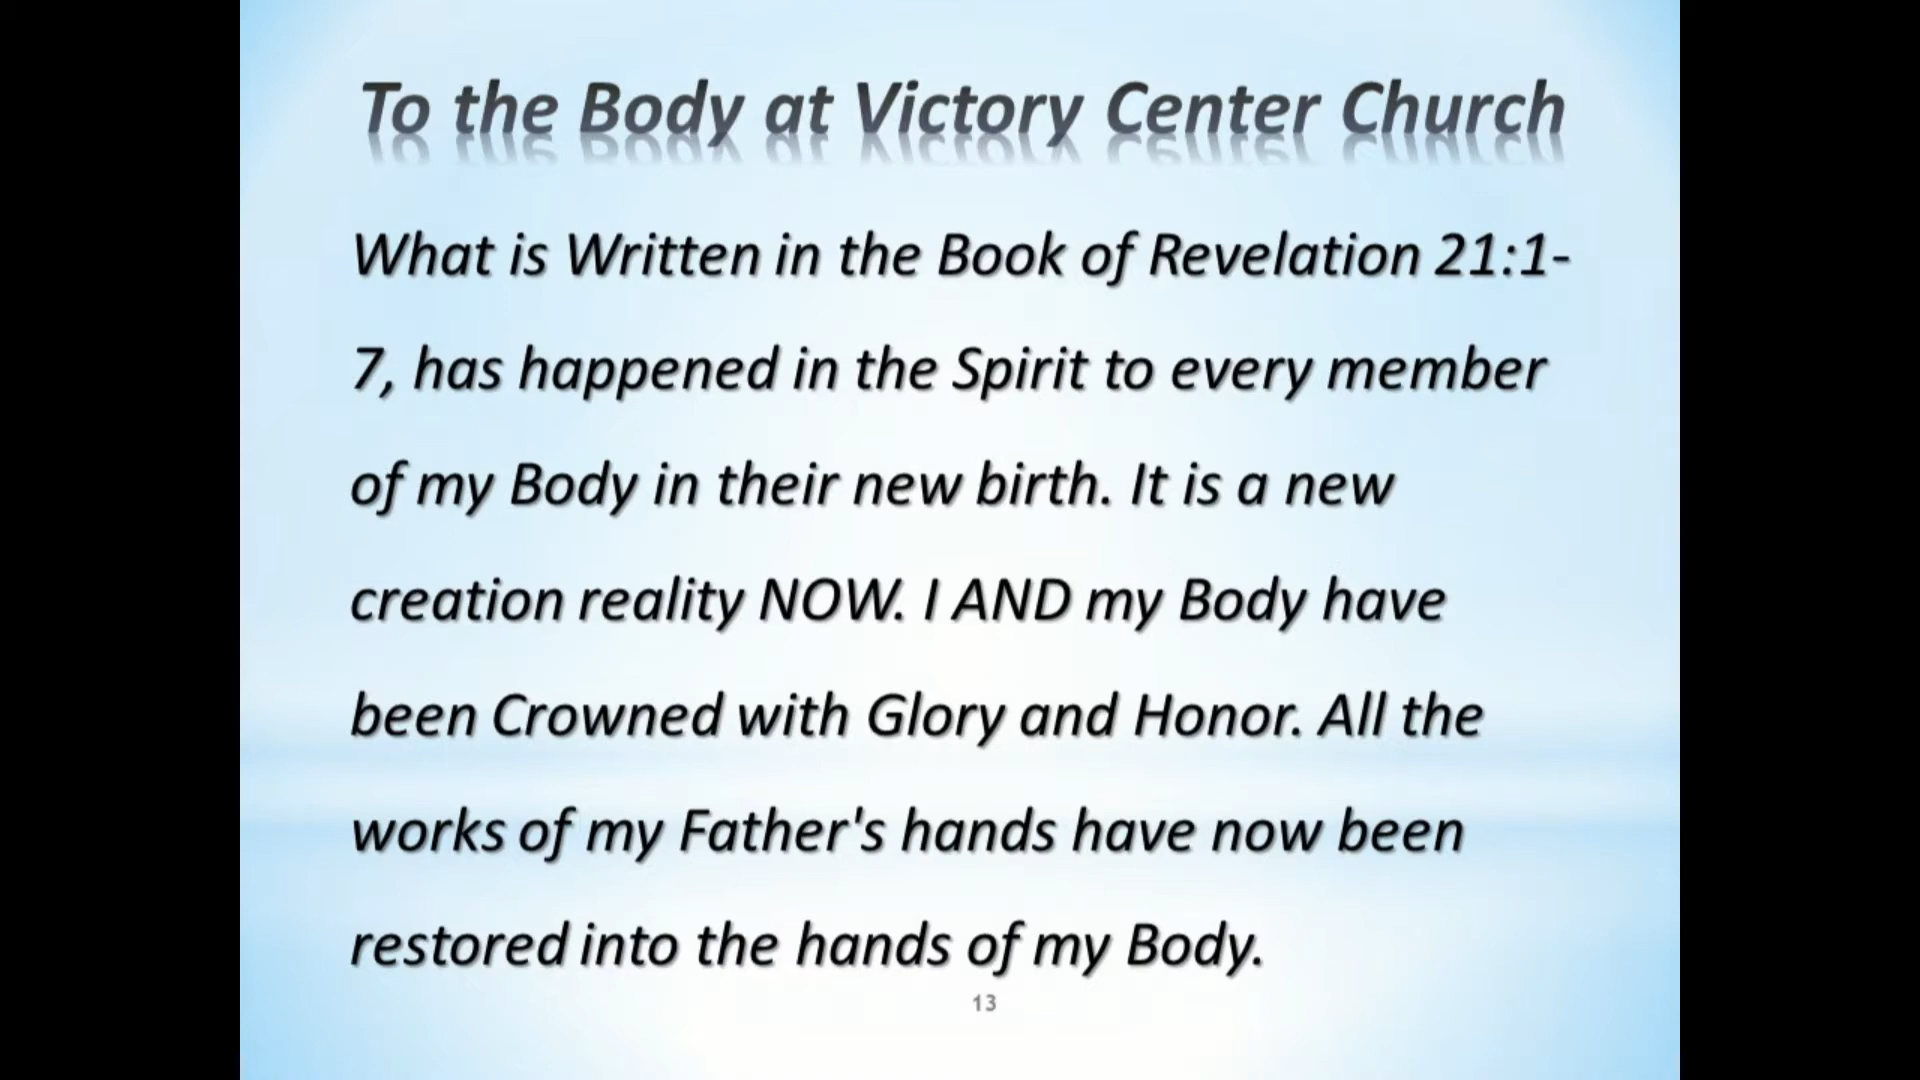 To the Body at Victory Center Church
What is Written in the Book of Revelation 21:1-
7, has happened in the Spirit to every member
of my Body in their new birth. It is a new
creation reality NOW. I AND my Body have
been Crowned with Glory and Honor. All the
works of my Father's hands have now been
restored into the hands of my Body.
13